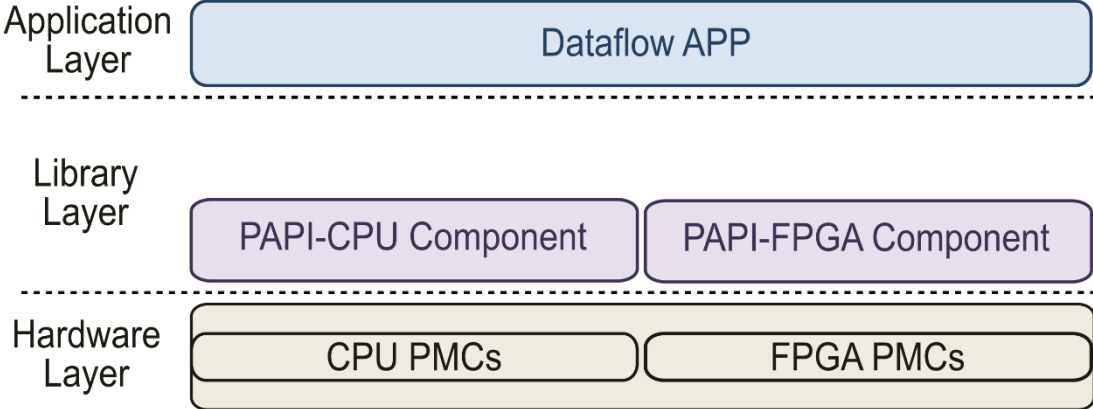 Application
Layer
Dataflow APP
Library
Layer
PAPI-CPU Component
PAPI-FPGA Component
Hardware
Layer
CPU PMCs
FPGA PMCs